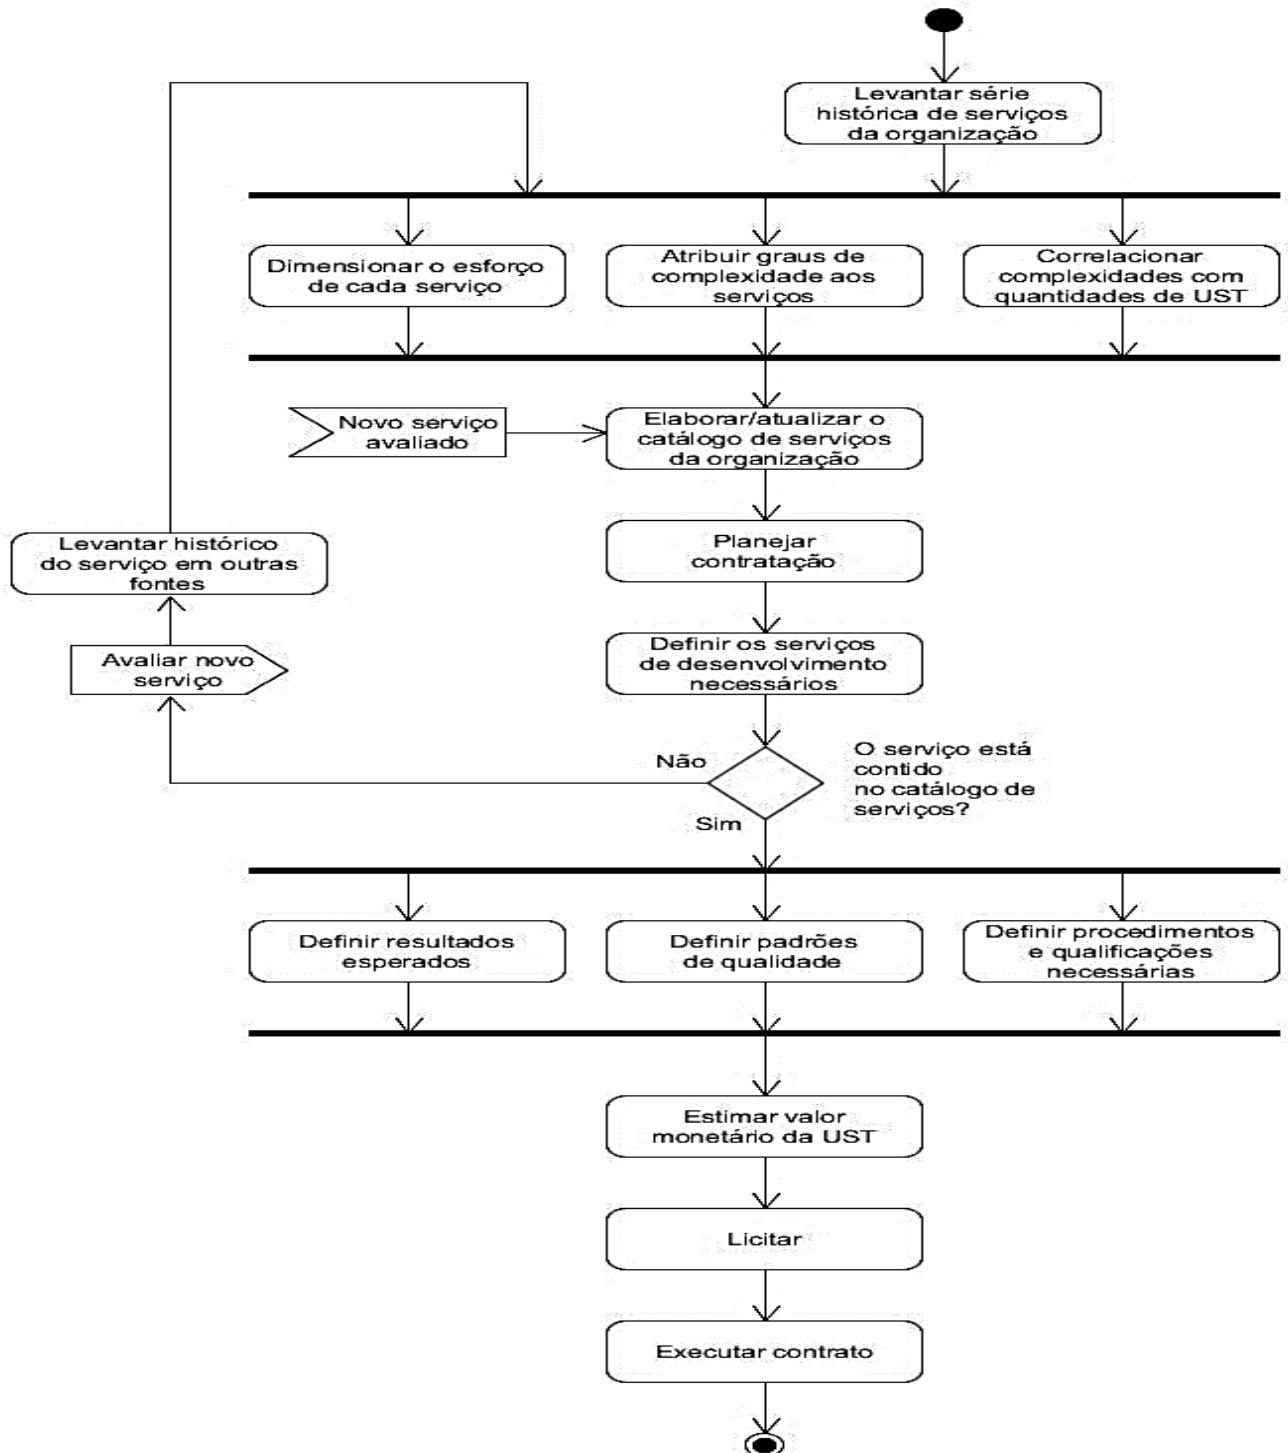 Levantar série
histórica de serviços
da organização
Dimensionar o esforço
de cada serviço
Atribuir graus de
complexidade aos
serviços
Correlacionar
complexidades com
quantidades de UST
Novo serviço
avaliado
Elaborar/atualizar o
catálogo de serviços
da organização
Levantar histórico
do serviço em outras
fontes
Planejar
contratação
Avaliar novo
serviço
Definir os serviços
de desenvolvimento
necessários
Não
O serviço está
contido
no catálogo de
serviços?
Sim
Definir resultados
esperados
Definir padrões
de qualidade
Definir procedimentos
e qualificações
necessárias
Estimar valor
monetário da UST
Licitar
Executar contrato